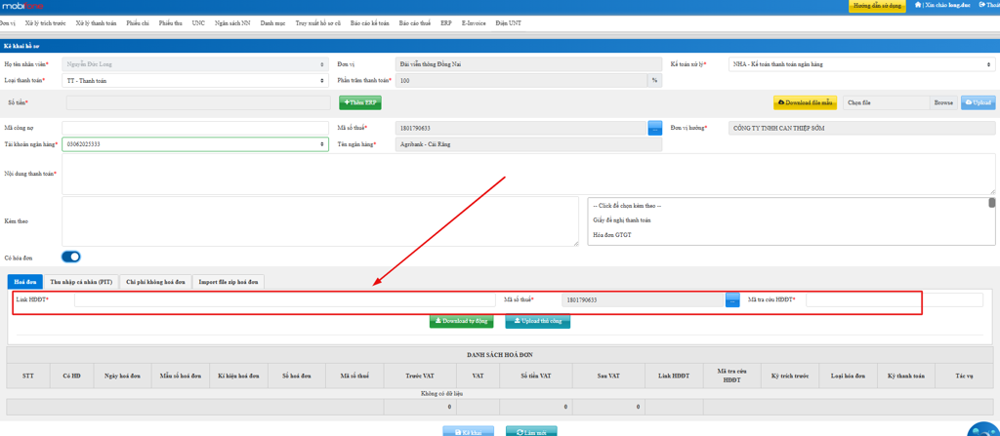 mobifone
Hướng dẫn sử dụng
| Xin chào long.duc
Thoát
Đơn vị Xử lý trích trước Xử lý thanh toán Phiếu chi Phiếu thu UNC Ngân sách NN Danh mục Truy xuất hồ sơ cũ Báo cáo kế toán Báo cáo thuế ERP E-Invoice Điện UNT
Kê khai hồ sơ
Họ tên nhân viên* Nguyễn Đức Long Đơn vị Đài viễn thông Đồng Nai Kế toán xử lý* NHA - Kế toán thanh toán ngân hàng
Loại thanh toán* TT - Thanh toán Phần trăm thanh toán* 100 %
Số tiền* +Thêm ERP Download file mẫu Chọn file Browse Upload
Mã công nợ Mã số thuế* 1801790633 ... Đơn vị hưởng* CÔNG TY TNHH CAN THIỆP SỚM
Tài khoản ngân hàng* 03062025333 Tên ngân hàng* Agribank - Cái Răng
Nội dung thanh toán*
Kèm theo
-- Click để chọn kèm theo --
Giấy đề nghị thanh toán
Hóa đơn GTGT
Có hóa đơn
Hoá đơn Thu nhập cá nhân (PIT) Chi phí không hoá đơn Import file zip hoá đơn
Link HĐĐT* Mã số thuế* 1801790633 ... Mã tra cứu HĐĐT*
Download tự động Upload thủ công
DANH SÁCH HOÁ ĐƠN
STT Có HĐ Ngày hoá đơn Mẫu số hoá đơn Kí hiệu hoá đơn Số hoá đơn Mã số thuế Trước VAT VAT Số tiền VAT Sau VAT Link HĐĐT Mã tra cứu HĐĐT Kỳ trích trước Loại hóa đơn Kỳ thanh toán Tác vụ
Không có dữ liệu
0 0 0
Kê khai Làm mới